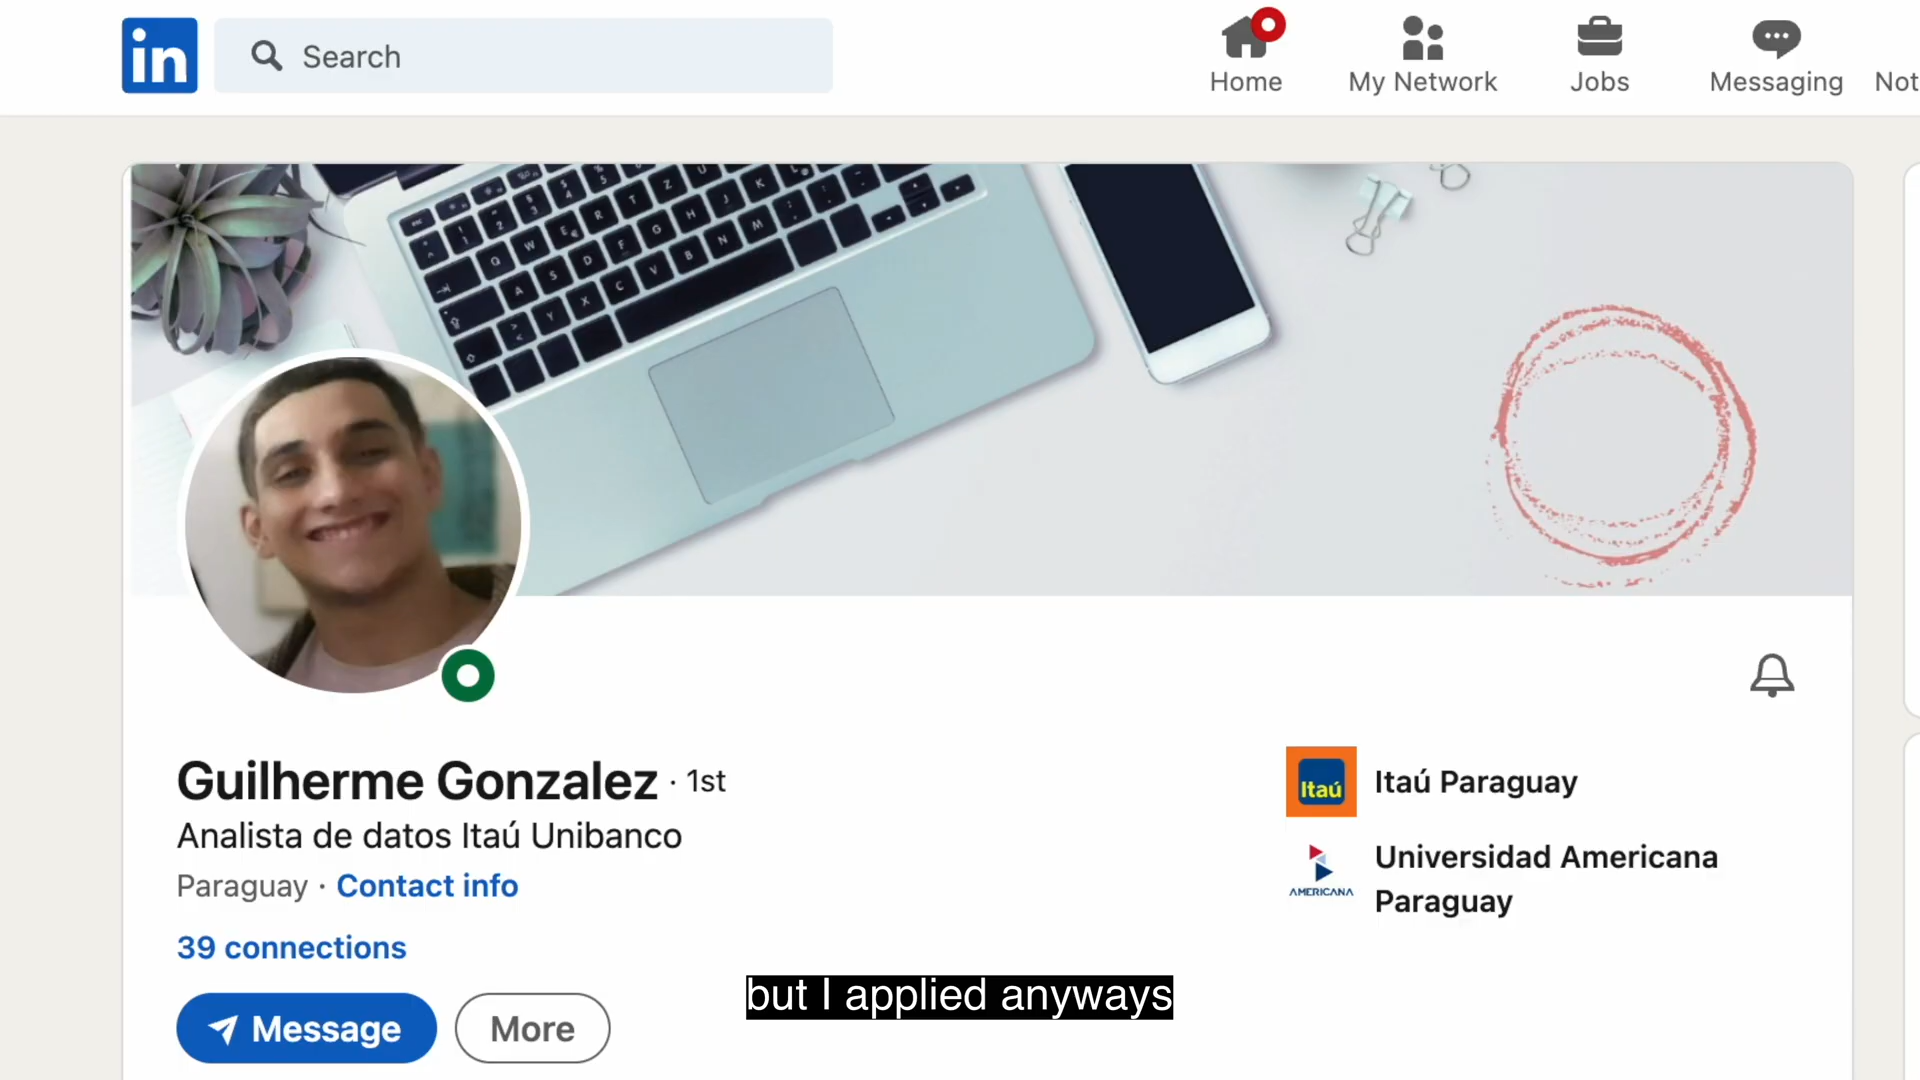 in
Search
Home
My Network
Jobs
Messaging
Not
Guilherme Gonzalez · 1st
Analista de datos Itaú Unibanco
Paraguay · Contact info
39 connections
Message
More
Itaú
Itaú Paraguay
AMERICANA
Universidad Americana
Paraguay
but I applied anyways